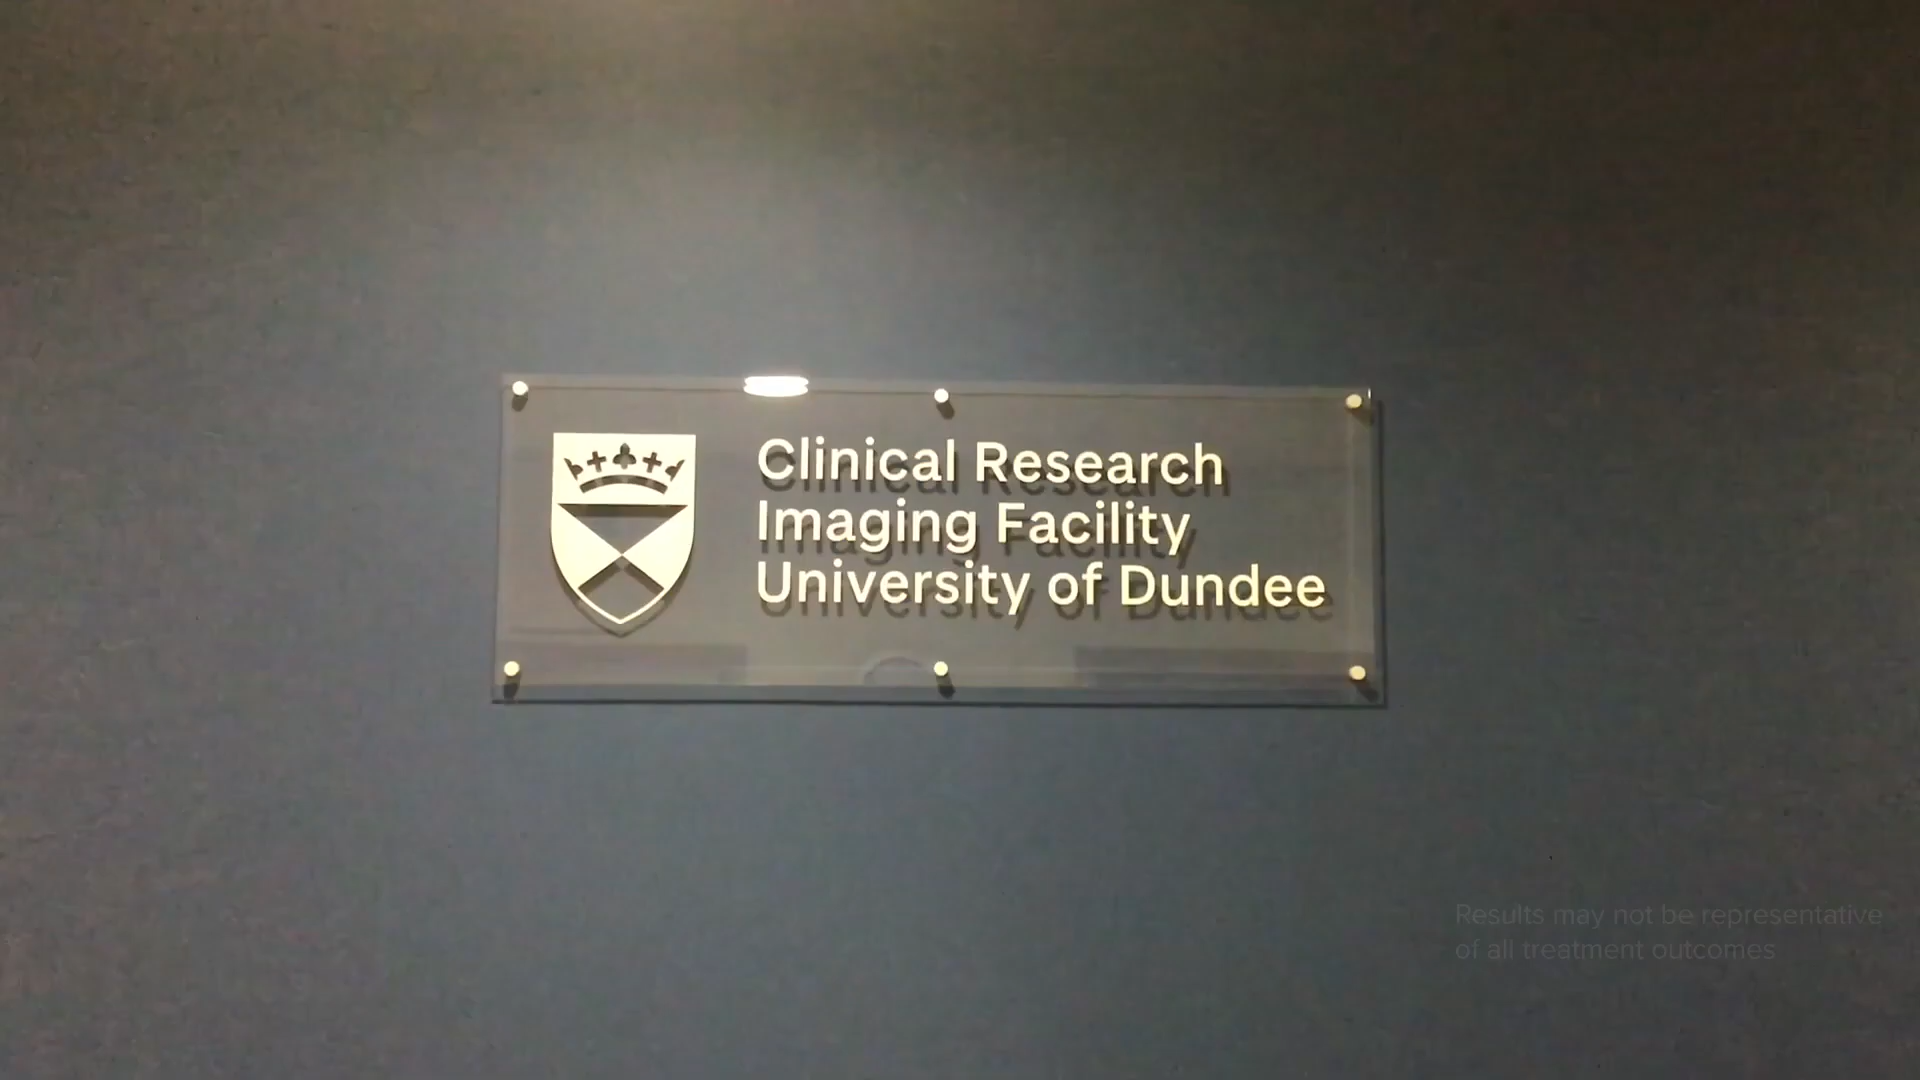 Clinical Research
Imaging Facility
University of Dundee
Results may not be representative
of all treatment outcomes